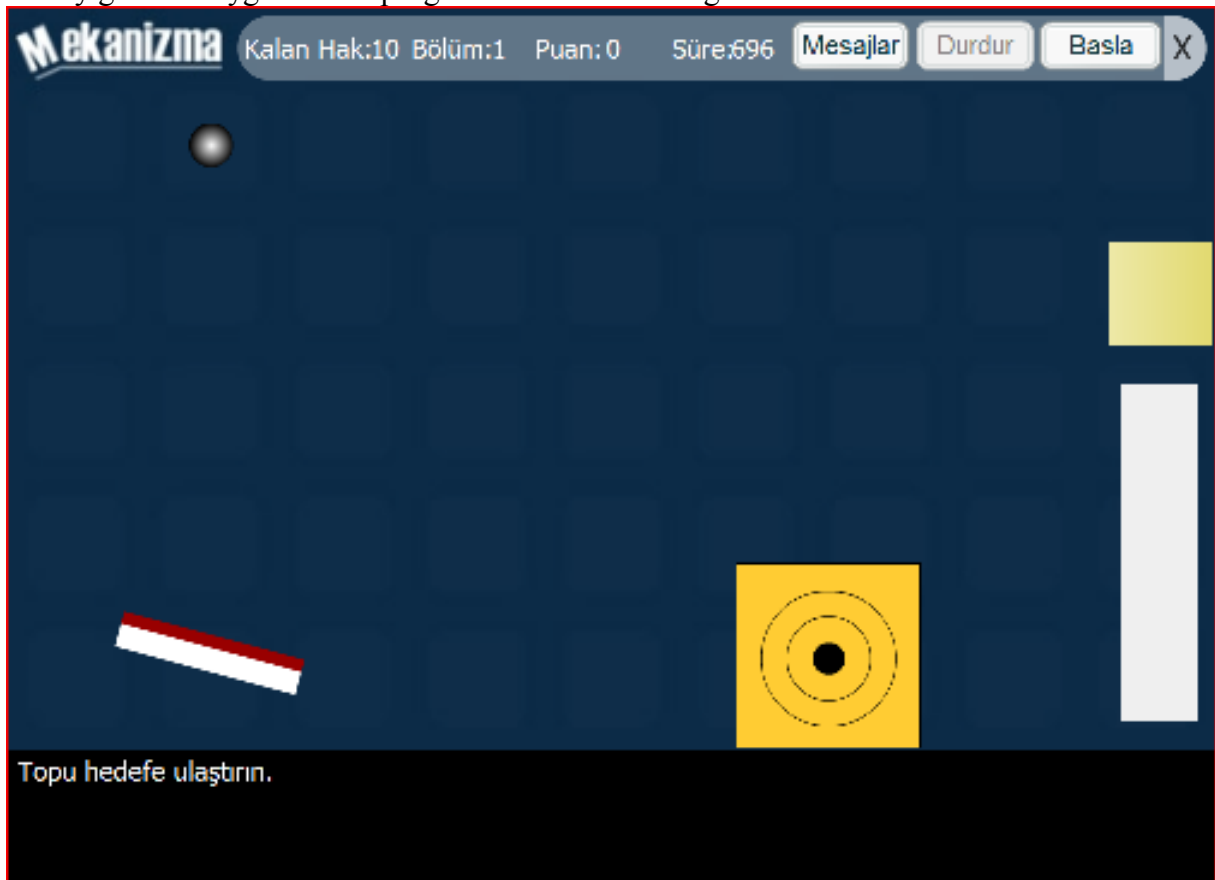 Mekanizma Kalan Hak:10 Bölüm:1 Puan: 0 Süre:696 Mesajlar Durdur Basla X
Topu hedefe ulaştırın.